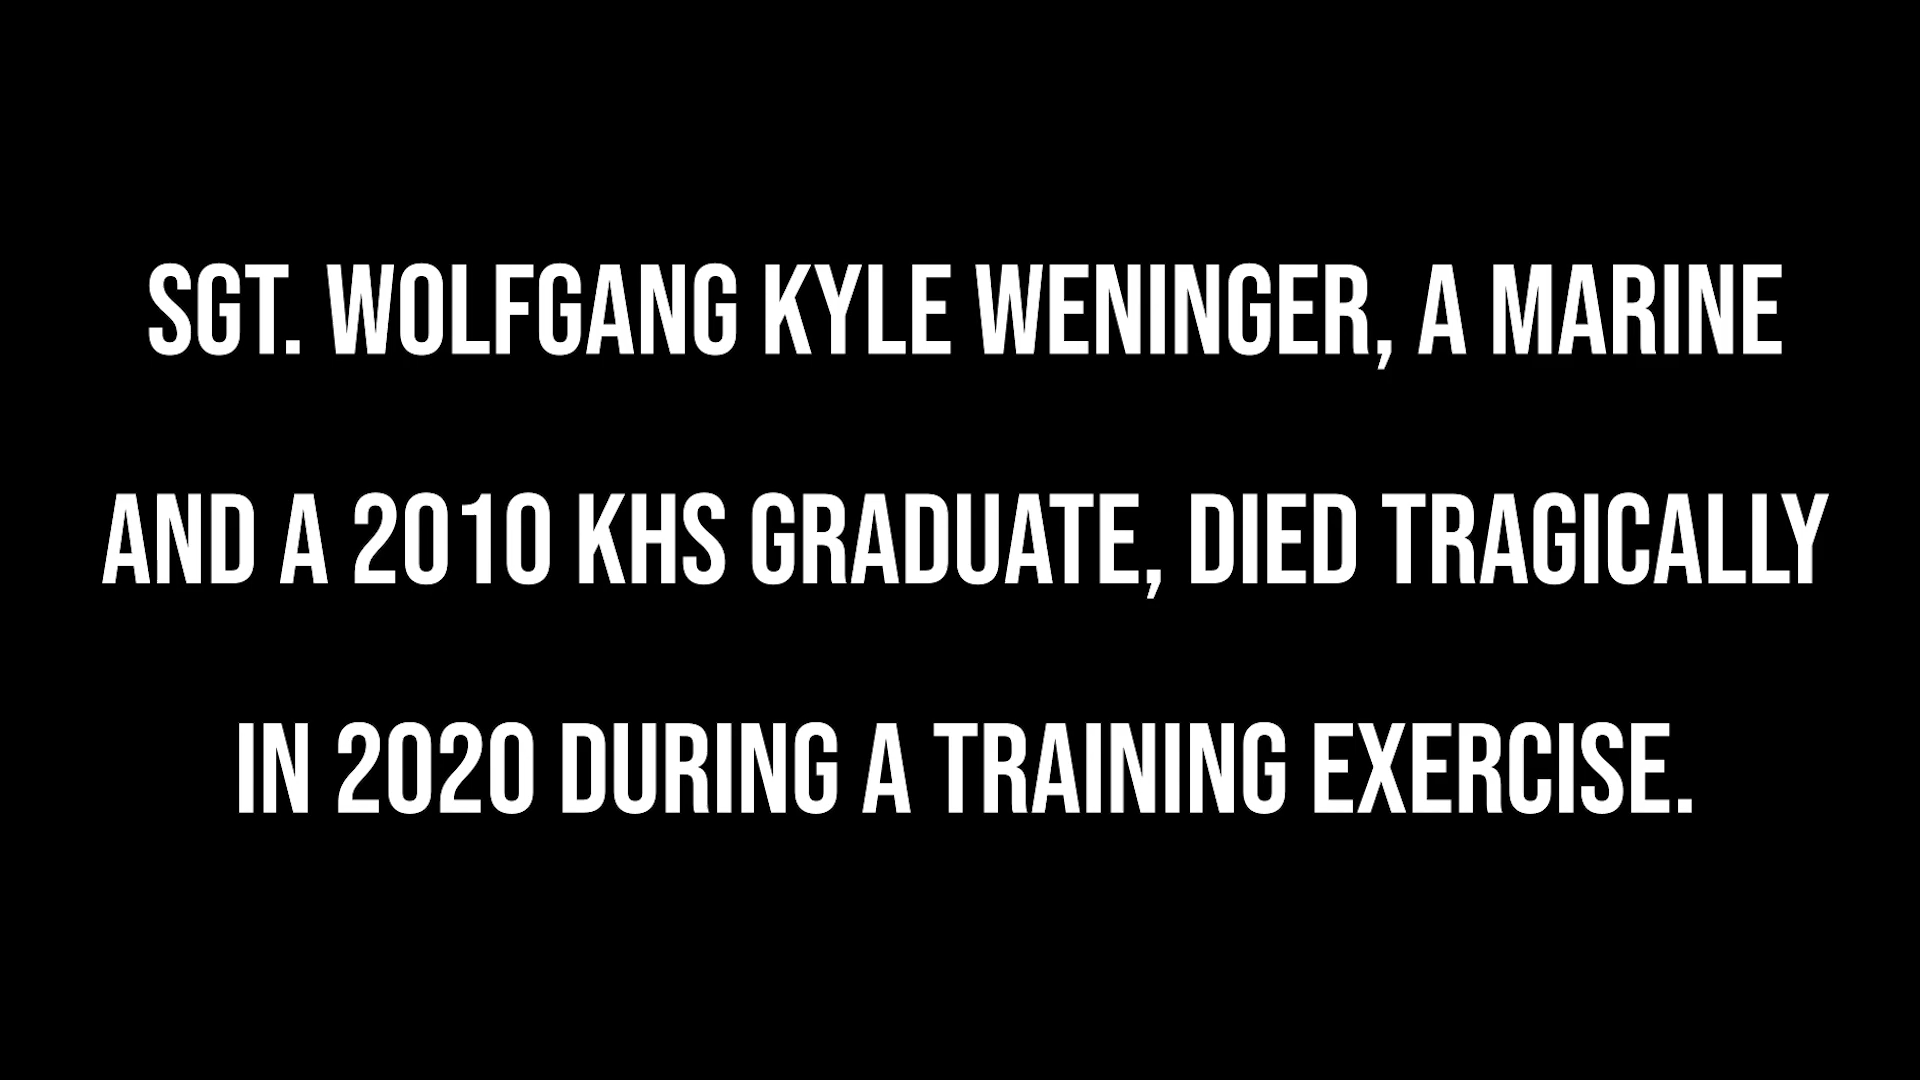 SGT. WOLFGANG KYLE WENINGER, A MARINE
AND A 2010 KHS GRADUATE, DIED TRAGICALLY
IN 2020 DURING A TRAINING EXERCISE.